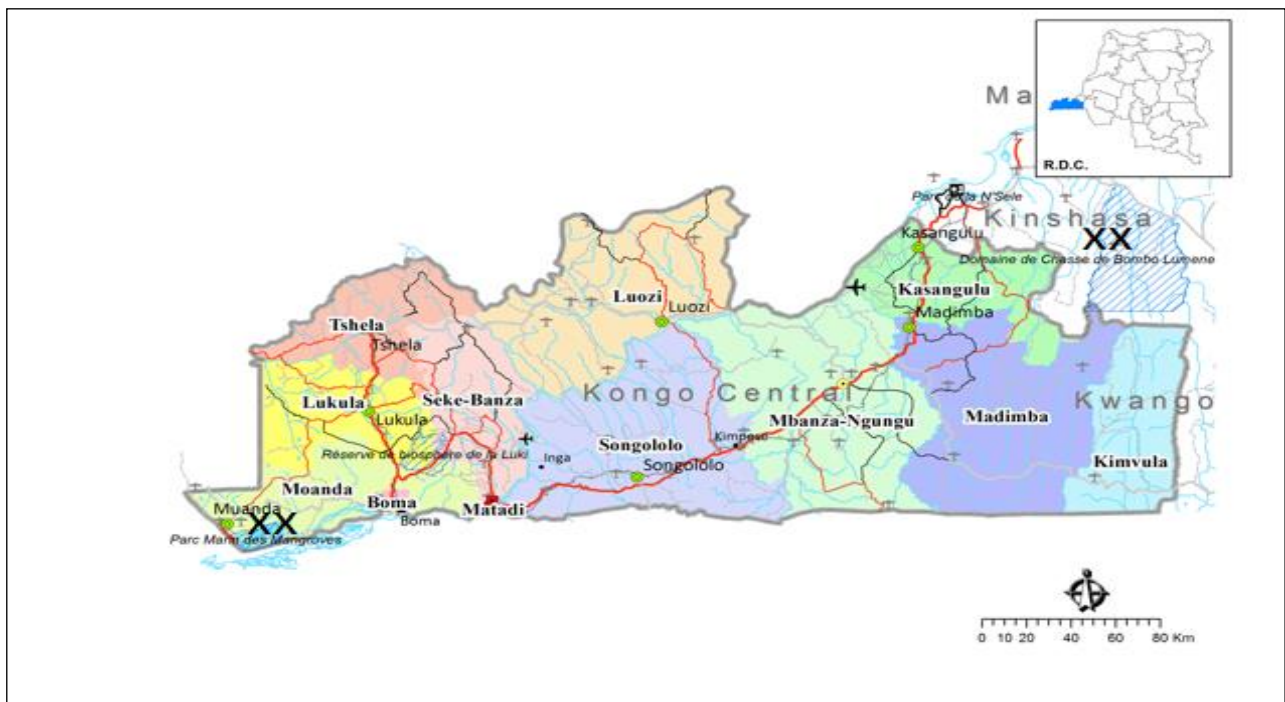 Ma
R.D.C.
Parc de la N'Sele
Kinshasa
XX
Kasangulu
Domaine de Chasse de Bombo Lumene
Kasangulu
Luozi
Luozi
Madimba
Tshela
Tshela
Kongo Central
Kwango
Lukula
Seke-Banza
Lukula
Mbanza-Ngungu
Madimba
Kimpese
Songololo
Réserve de biosphère de la Luki
Inga
Songololo
Kimvula
Moanda
Boma
Matadi
Muanda
XX
Boma
Parc Marin des Mangroves
0 10 20 40 60 80 Km